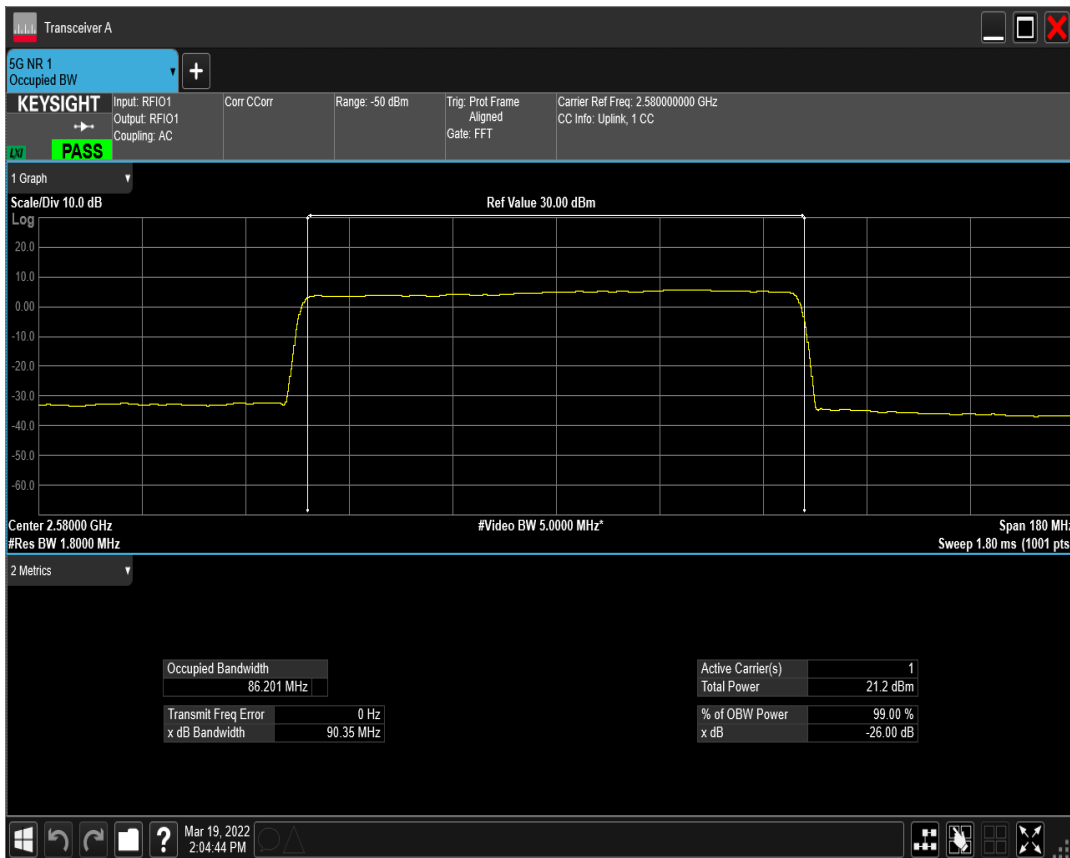 Transceiver A
5G NR 1
Occupied BW
KEYSIGHT
Input: RFIO1
Output: RFIO1
Coupling: AC
Corr CCorr
Range: -50 dBm
Trig: Prot Frame
Aligned
Gate: FFT
Carrier Ref Freq: 2.580000000 GHz
CC Info: Uplink, 1 CC
LXI
PASS
1 Graph
Scale/Div 10.0 dB
Ref Value 30.00 dBm
Log
20.0
10.0
0.00
-10.0
-20.0
-30.0
-40.0
-50.0
-60.0
Center 2.58000 GHz
#Video BW 5.0000 MHz*
Span 180 MHz
#Res BW 1.8000 MHz
Sweep 1.80 ms (1001 pts
2 Metrics
Occupied Bandwidth
86.201 MHz
Transmit Freq Error 0 Hz
x dB Bandwidth 90.35 MHz
Active Carrier(s) 1
Total Power 21.2 dBm
% of OBW Power 99.00 %
x dB -26.00 dB
?
Mar 19, 2022
2:04:44 PM